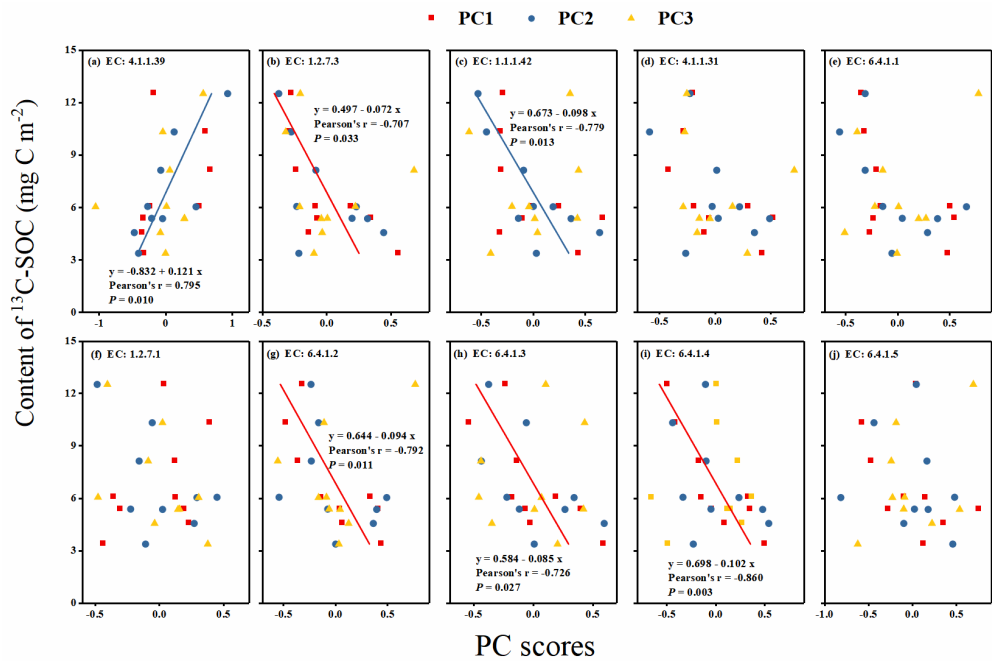 PC1 PC2 PC3
Content of ¹³C-SOC (mg C m⁻²)
(a) EC: 4.1.1.39
y = -0.832 + 0.121 x
Pearson's r = 0.795
P = 0.010
(b) EC: 1.2.7.3
y = 0.497 - 0.072 x
Pearson's r = -0.707
P = 0.033
(c) EC: 1.1.1.42
y = 0.673 - 0.098 x
Pearson's r = -0.779
P = 0.013
(d) EC: 4.1.1.31
(e) EC: 6.4.1.1
15
12
9
6
3
0
-1 0 1
-0.5 0.0 0.5
-0.5 0.0 0.5
-0.5 0.0 0.5
-0.5 0.0 0.5
(f) EC: 1.2.7.1
(g) EC: 6.4.1.2
y = 0.644 - 0.094 x
Pearson's r = -0.792
P = 0.011
(h) EC: 6.4.1.3
y = 0.584 - 0.085 x
Pearson's r = -0.726
P = 0.027
(i) EC: 6.4.1.4
y = 0.698 - 0.102 x
Pearson's r = -0.860
P = 0.003
(j) EC: 6.4.1.5
15
12
9
6
3
0
-0.5 0.0 0.5
-0.5 0.0 0.5
-0.5 0.0 0.5
-0.5 0.0 0.5
-0.5 0.0 0.5
PC scores